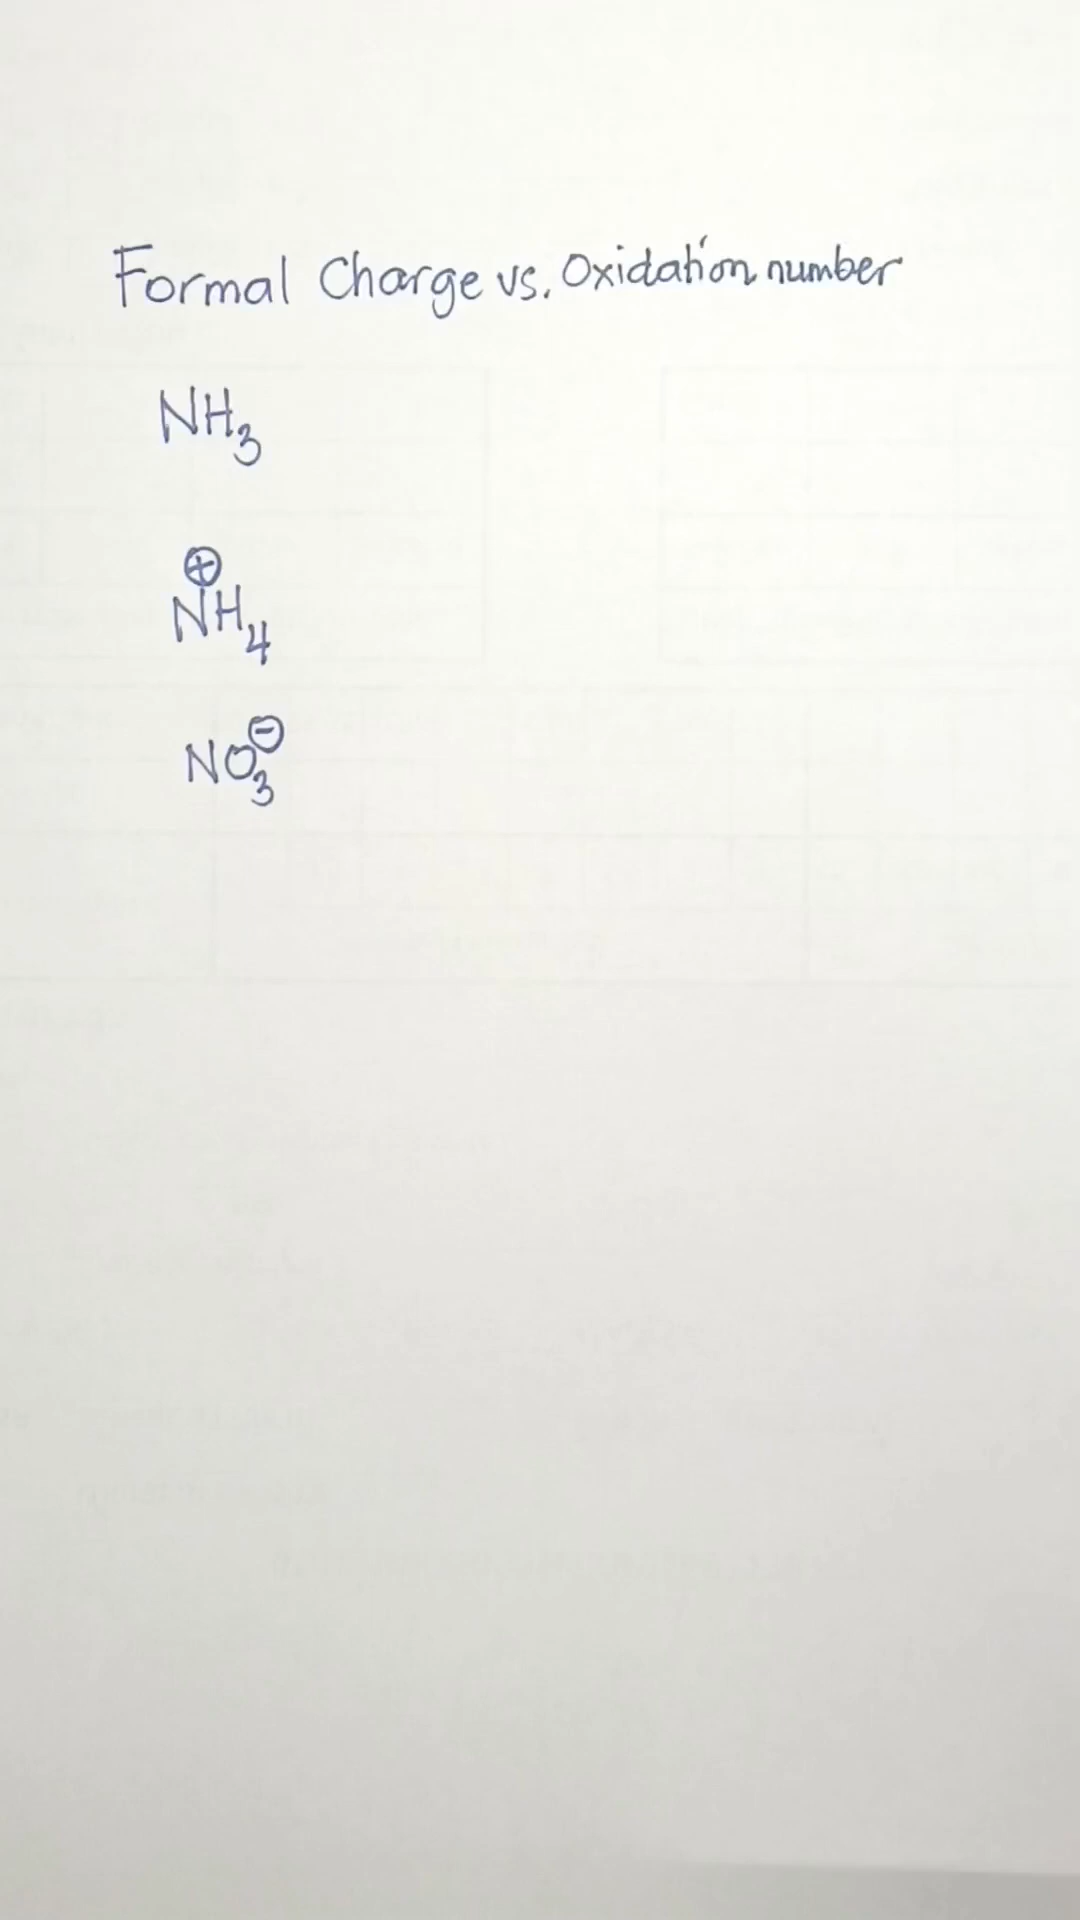 Formal Charge vs. Oxidation number
NH₃
⊕
NH₄
NO₃⊖